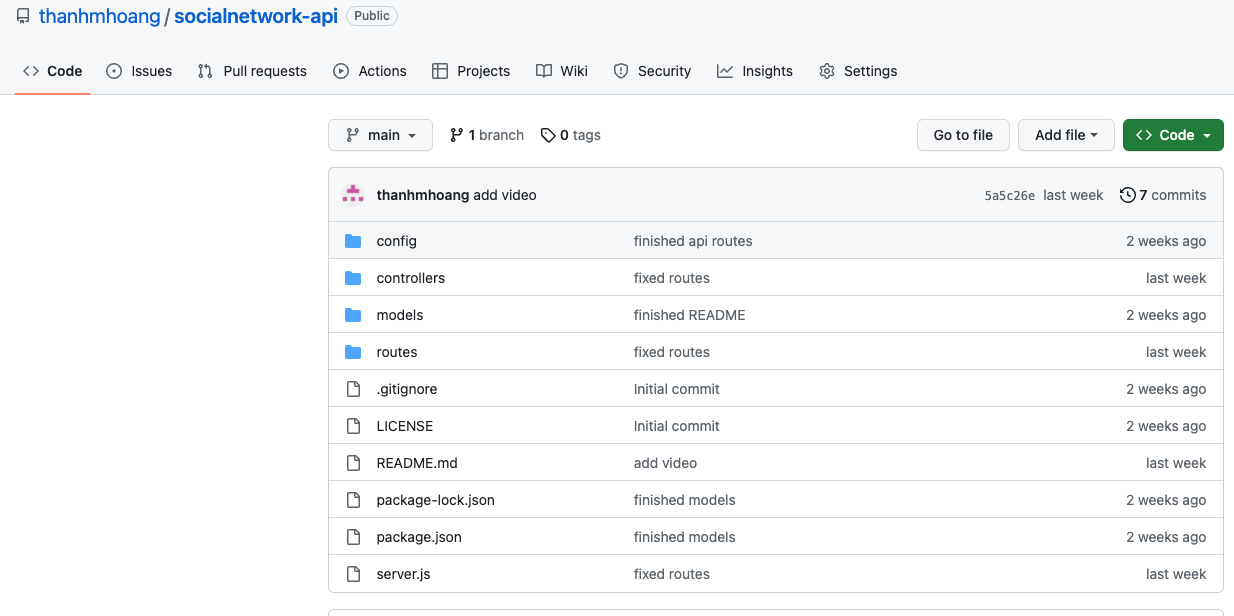 thanhmhoang / socialnetwork-api Public
Code Issues Pull requests Actions Projects Wiki Security Insights Settings
main 1 branch 0 tags Go to file Add file Code
thanhmhoang add video 5a5c26e last week 7 commits
config finished api routes 2 weeks ago
controllers fixed routes last week
models finished README 2 weeks ago
routes fixed routes last week
.gitignore Initial commit 2 weeks ago
LICENSE Initial commit 2 weeks ago
README.md add video last week
package-lock.json finished models 2 weeks ago
package.json finished models 2 weeks ago
server.js fixed routes last week